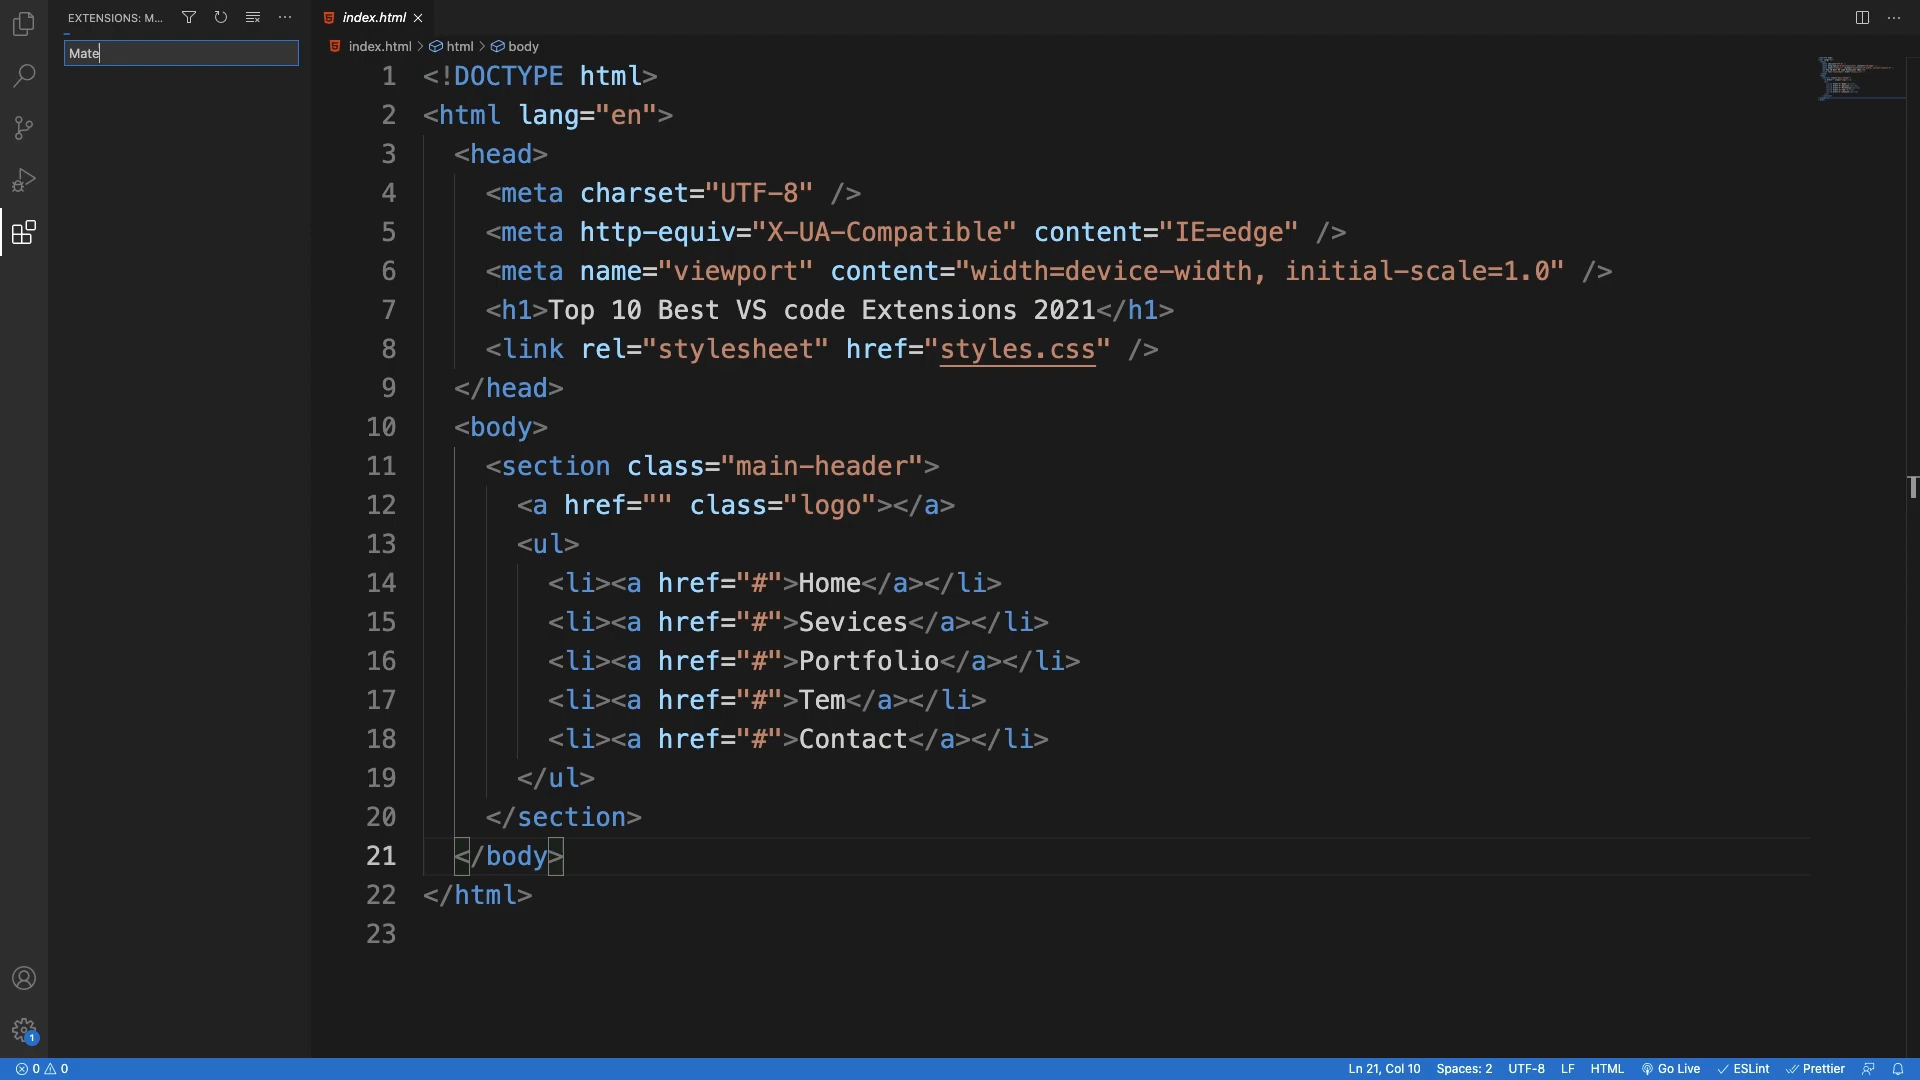 EXTENSIONS: M...
Mate
index.html
index.html > html > body
1 <!DOCTYPE html>
2 <html lang="en">
3 <head>
4 <meta charset="UTF-8" />
5 <meta http-equiv="X-UA-Compatible" content="IE=edge" />
6 <meta name="viewport" content="width=device-width, initial-scale=1.0" />
7 <h1>Top 10 Best VS code Extensions 2021</h1>
8 <link rel="stylesheet" href="styles.css" />
9 </head>
10 <body>
11 <section class="main-header">
12 <a href="" class="logo"></a>
13 <ul>
14 <li><a href="#">Home</a></li>
15 <li><a href="#">Sevices</a></li>
16 <li><a href="#">Portfolio</a></li>
17 <li><a href="#">Tem</a></li>
18 <li><a href="#">Contact</a></li>
19 </ul>
20 </section>
21 </body>
22 </html>
23
1
0 0 Ln 21, Col 10 Spaces: 2 UTF-8 LF HTML Go Live ESLint Prettier